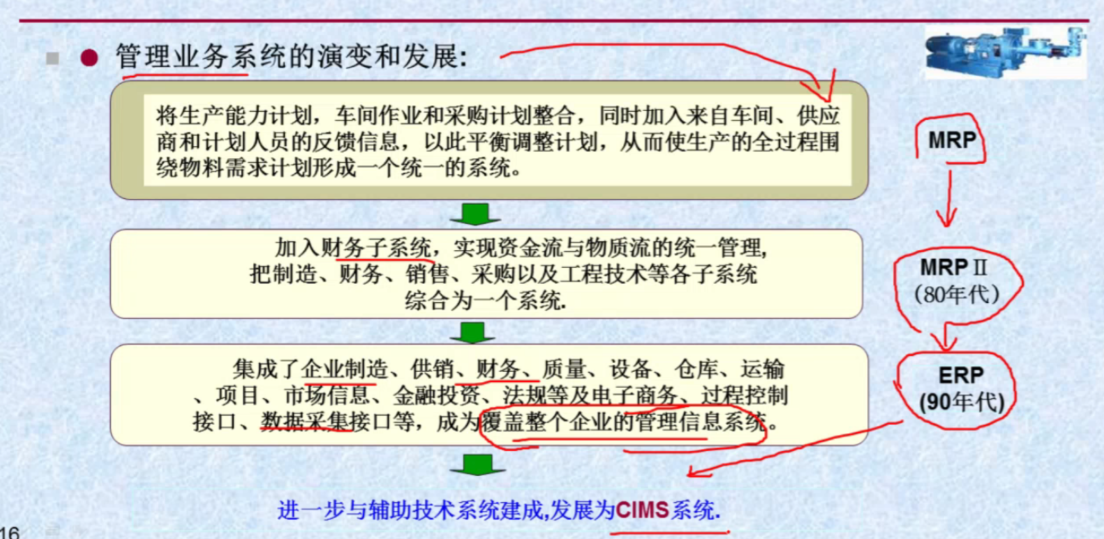 管理业务系统的演变和发展:
将生产能力计划，车间作业和采购计划整合，同时加入来自车间、供应
商和计划人员的反馈信息，以此平衡调整计划，从而使生产的全过程围
绕物料需求计划形成一个统一的系统。
MRP
加入财务子系统，实现资金流与物质流的统一管理,
把制造、财务、销售、采购以及工程技术等各子系统
综合为一个系统.
MRPⅡ
（80年代）
集成了企业制造、供销、财务、质量、设备、仓库、运输
、项目、市场信息、金融投资、法规等及电子商务、过程控制
接口、数据采集接口等，成为覆盖整个企业的管理信息系统。
ERP
(90年代)
进一步与辅助技术系统建成,发展为CIMS系统.
16